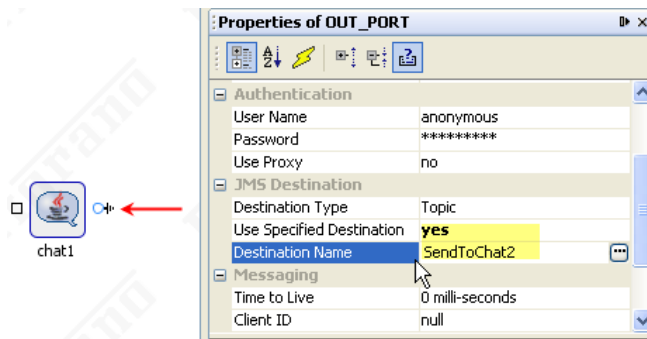 Properties of OUT_PORT
Authentication
User Name anonymous
Password *********
Use Proxy no
JMS Destination
Destination Type Topic
Use Specified Destination yes
Destination Name SendToChat2
Messaging
Time to Live 0 milli-seconds
Client ID null
chat1